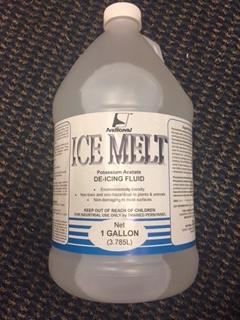 National
ICE MELT
Potassium Acetate
DE-ICING FLUID
• Environmentally friendly
• Non-toxic and non-hazardous to plants & animals
• Non-damaging to most surfaces
KEEP OUT OF REACH OF CHILDREN
FOR INDUSTRIAL USE ONLY by TRAINED PERSONNEL
Net
1 GALLON
(3.785L)